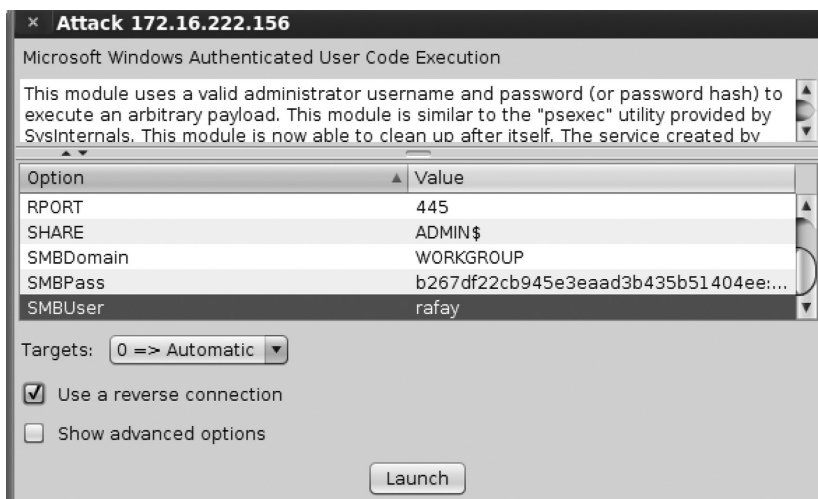 × Attack 172.16.222.156
Microsoft Windows Authenticated User Code Execution
This module uses a valid administrator username and password (or password hash) to
execute an arbitrary payload. This module is similar to the "psexec" utility provided by
SysInternals. This module is now able to clean up after itself. The service created by
Option Value
RPORT 445
SHARE ADMIN$
SMBDomain WORKGROUP
SMBPass b267df22cb945e3eaad3b435b51404ee:...
SMBUser rafay
Targets: 0 => Automatic
Use a reverse connection
Show advanced options
Launch